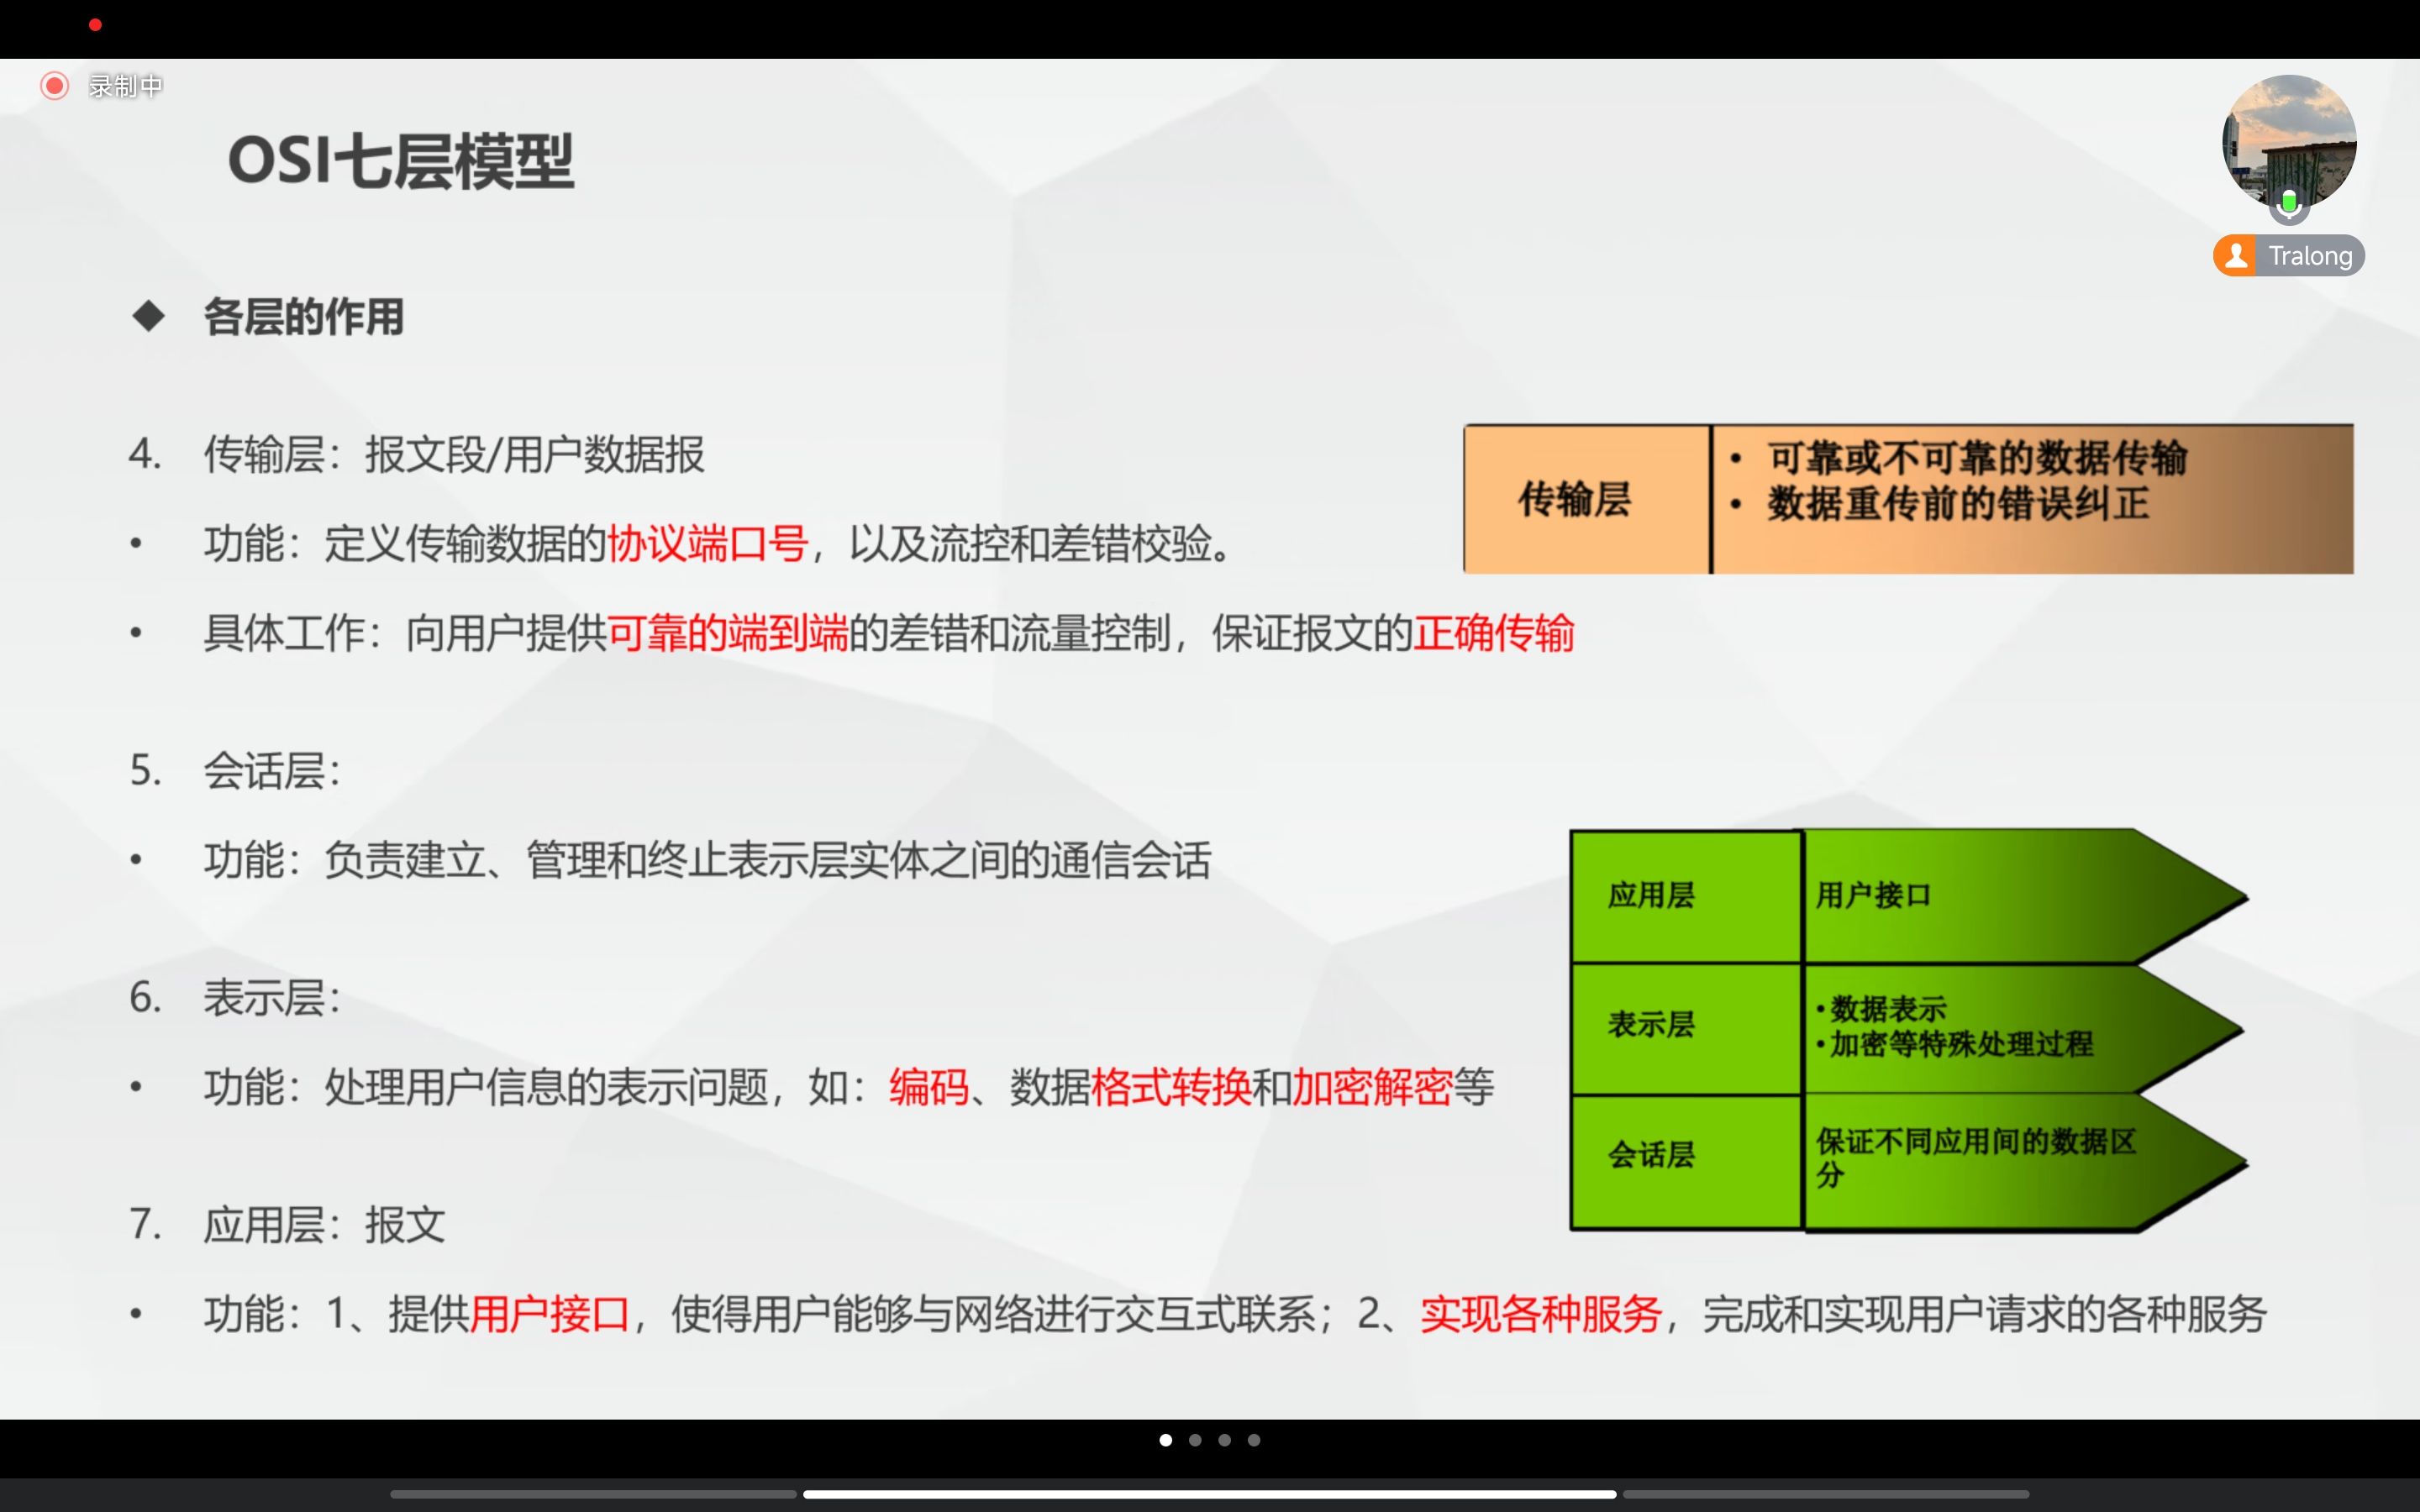 录制中
OSI七层模型
Tralong
◆ 各层的作用
4. 传输层：报文段/用户数据报
• 功能：定义传输数据的协议端口号，以及流控和差错校验。
• 具体工作：向用户提供可靠的端到端的差错和流量控制，保证报文的正确传输
传输层
• 可靠或不可靠的数据传输
• 数据重传前的错误纠正
5. 会话层：
• 功能：负责建立、管理和终止表示层实体之间的通信会话
6. 表示层：
• 功能：处理用户信息的表示问题，如：编码、数据格式转换和加密解密等
7. 应用层：报文
• 功能：1、提供用户接口，使得用户能够与网络进行交互式联系；2、实现各种服务，完成和实现用户请求的各种服务
应用层
用户接口
表示层
•数据表示
•加密等特殊处理过程
会话层
保证不同应用间的数据区
分